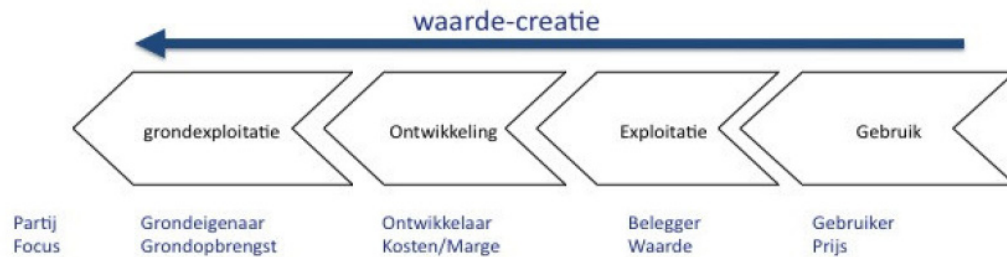 waarde-creatie
grondexploitatie Ontwikkeling Exploitatie Gebruik
Partij Grondeigenaar Ontwikkelaar Belegger Gebruiker
Focus Grondopbrengst Kosten/Marge Waarde Prijs